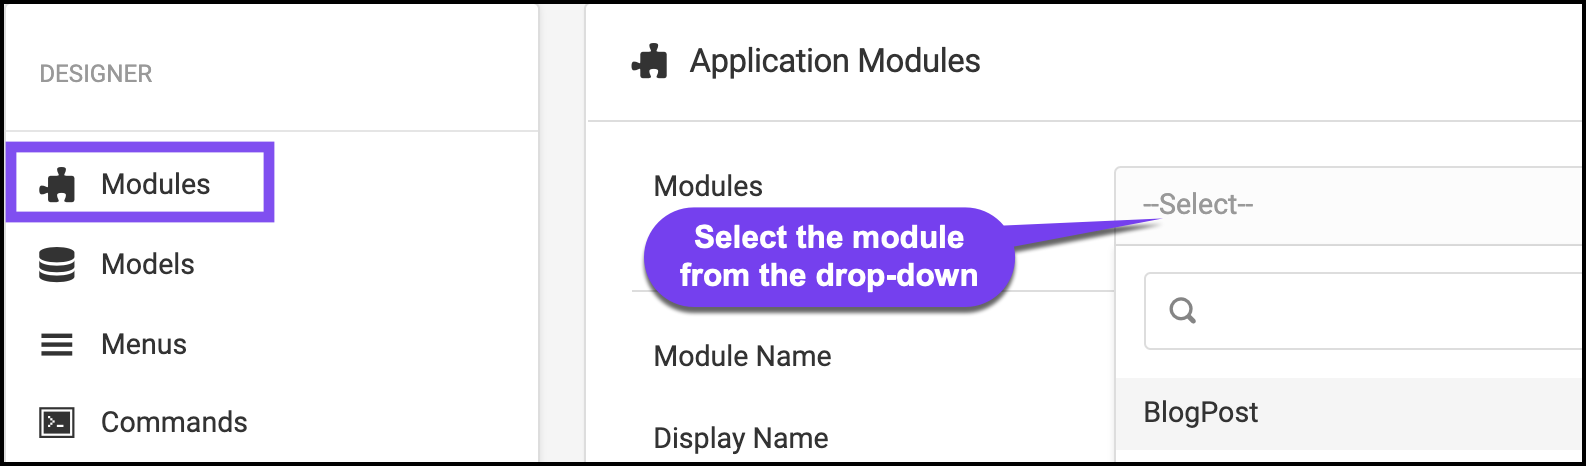 DESIGNER
Modules
Models
Menus
Commands
Application Modules
Modules
--Select--
Select the module
from the drop-down
Module Name
BlogPost
Display Name